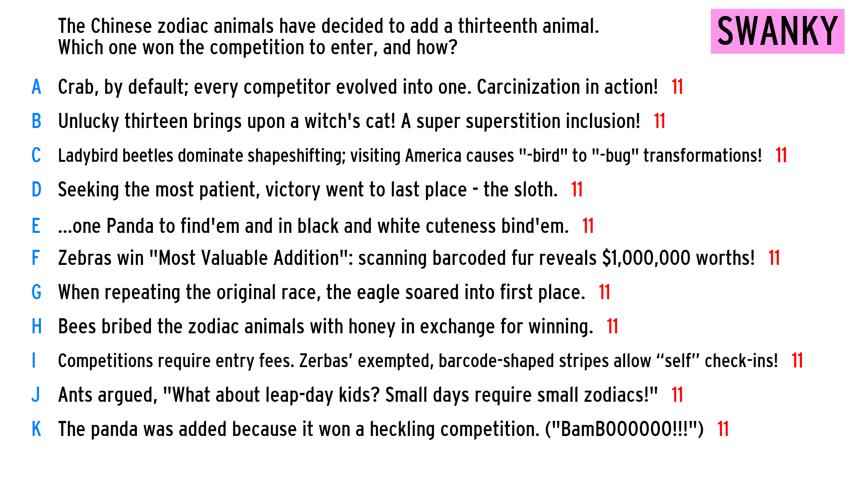 The Chinese zodiac animals have decided to add a thirteenth animal.
Which one won the competition to enter, and how?
SWANKY
A Crab, by default; every competitor evolved into one. Carcinization in action! 11
B Unlucky thirteen brings upon a witch's cat! A super superstition inclusion! 11
C Ladybird beetles dominate shapeshifting; visiting America causes "-bird" to "-bug" transformations! 11
D Seeking the most patient, victory went to last place - the sloth. 11
E ...one Panda to find'em and in black and white cuteness bind'em. 11
F Zebras win "Most Valuable Addition": scanning barcoded fur reveals $1,000,000 worths! 11
G When repeating the original race, the eagle soared into first place. 11
H Bees bribed the zodiac animals with honey in exchange for winning. 11
I Competitions require entry fees. Zerbas’ exempted, barcode-shaped stripes allow “self” check-ins! 11
J Ants argued, "What about leap-day kids? Small days require small zodiacs!" 11
K The panda was added because it won a heckling competition. ("BamBOOOOOO!!!") 11